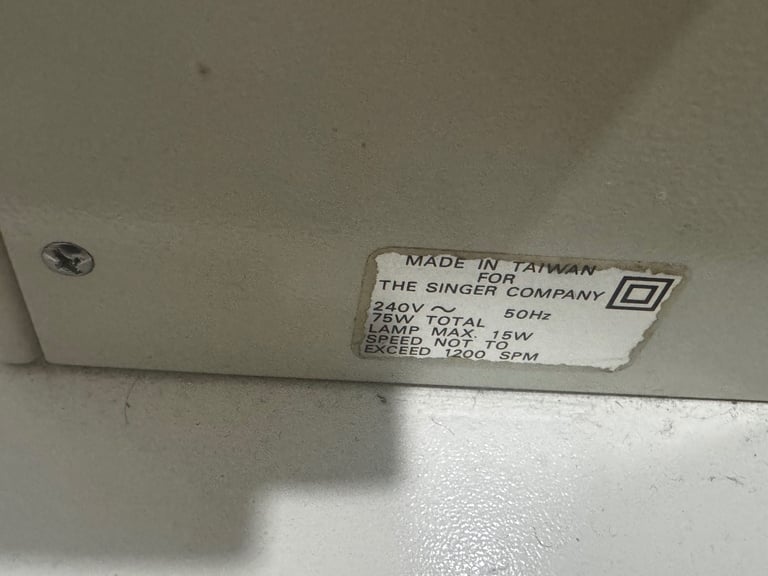 MADE IN TAIWAN
FOR
THE SINGER COMPANY
240V ~ 50Hz
75W TOTAL
LAMP MAX. 15W
SPEED NOT TO
EXCEED 1200 SPM